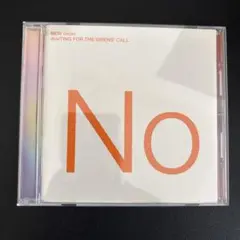 NEW ORDER
WAITING FOR THE SIRENS' CALL
No